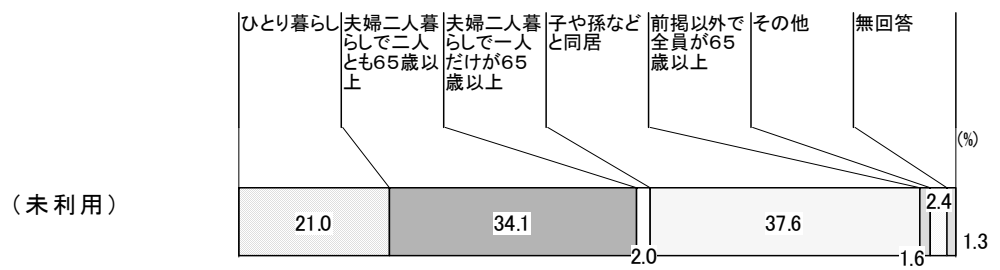 ひとり暮らし
夫婦二人暮
らしで二人
とも65歳以
上
夫婦二人暮
らしで一人
だけが65
歳以上
子や孫など
と同居
前掲以外で
全員が65
歳以上
その他
無回答
(%)
（未利用）
21.0
34.1
2.0
37.6
1.6
2.4
1.3